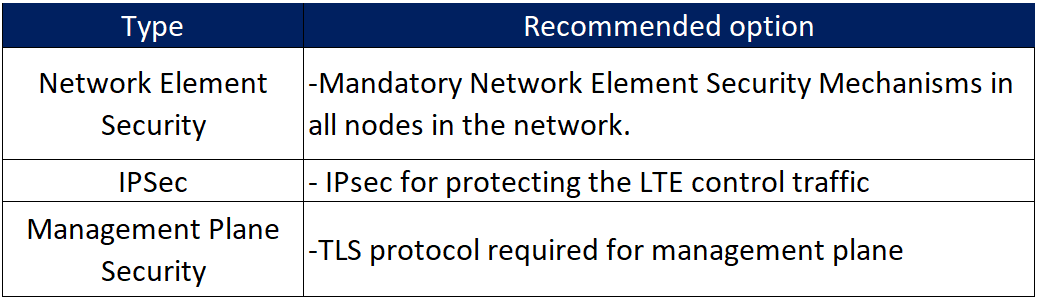 Type
Recommended option
Network Element
Security
-Mandatory Network Element Security Mechanisms in
all nodes in the network.
IPSec
- IPsec for protecting the LTE control traffic
Management Plane
Security
-TLS protocol required for management plane